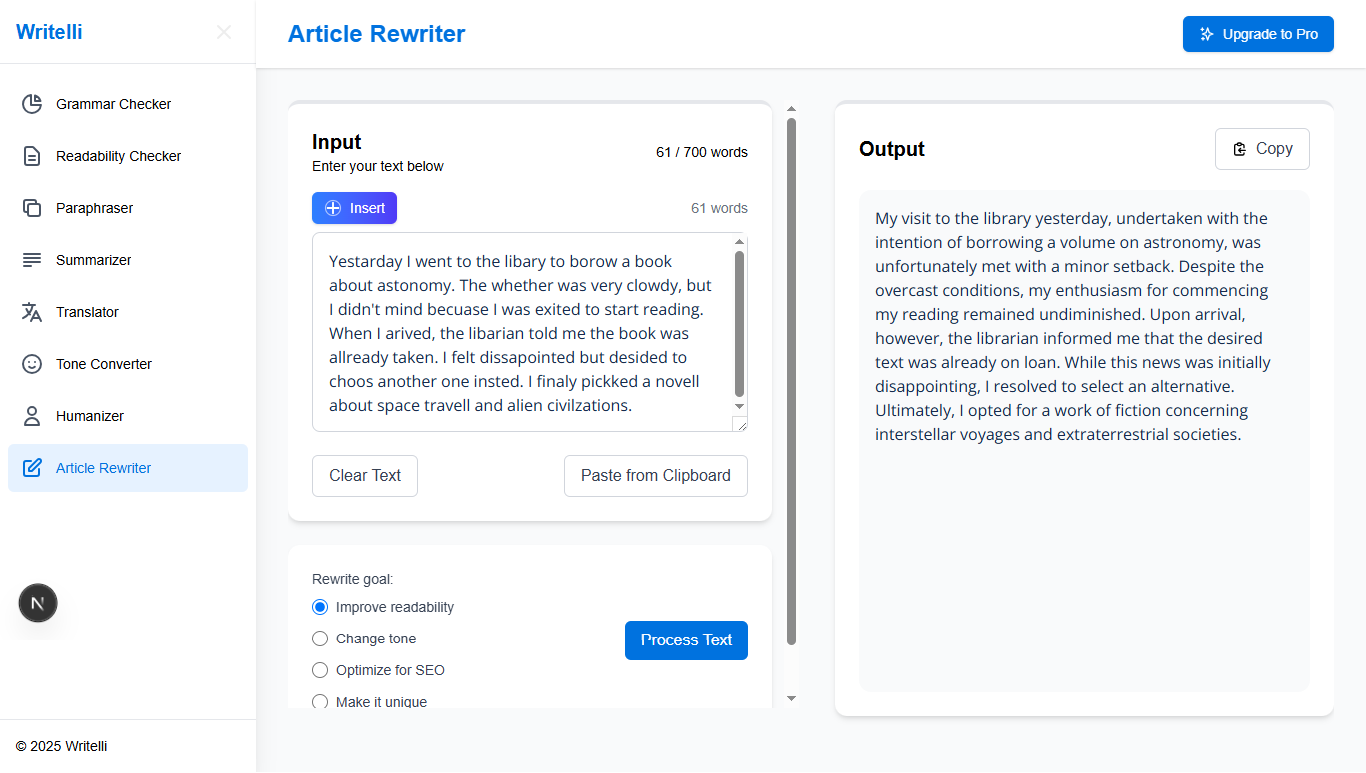 Writelli
Article Rewriter
Upgrade to Pro
Grammar Checker
Readability Checker
Paraphraser
Summarizer
Translator
Tone Converter
Humanizer
Article Rewriter
N
© 2025 Writelli
Input
Enter your text below
61 / 700 words
Insert
61 words
Yestarday I went to the libary to borow a book
about astonomy. The whether was very clowdy, but
I didn't mind becuase I was exited to start reading.
When I arived, the libarian told me the book was
allready taken. I felt dissapointed but desided to
choos another one insted. I finaly pickked a novell
about space travell and alien civilzations.
Clear Text
Paste from Clipboard
Rewrite goal:
Improve readability
Change tone
Optimize for SEO
Make it unique
Process Text
Output
Copy
My visit to the library yesterday, undertaken with the
intention of borrowing a volume on astronomy, was
unfortunately met with a minor setback. Despite the
overcast conditions, my enthusiasm for commencing
my reading remained undiminished. Upon arrival,
however, the librarian informed me that the desired
text was already on loan. While this news was initially
disappointing, I resolved to select an alternative.
Ultimately, I opted for a work of fiction concerning
interstellar voyages and extraterrestrial societies.